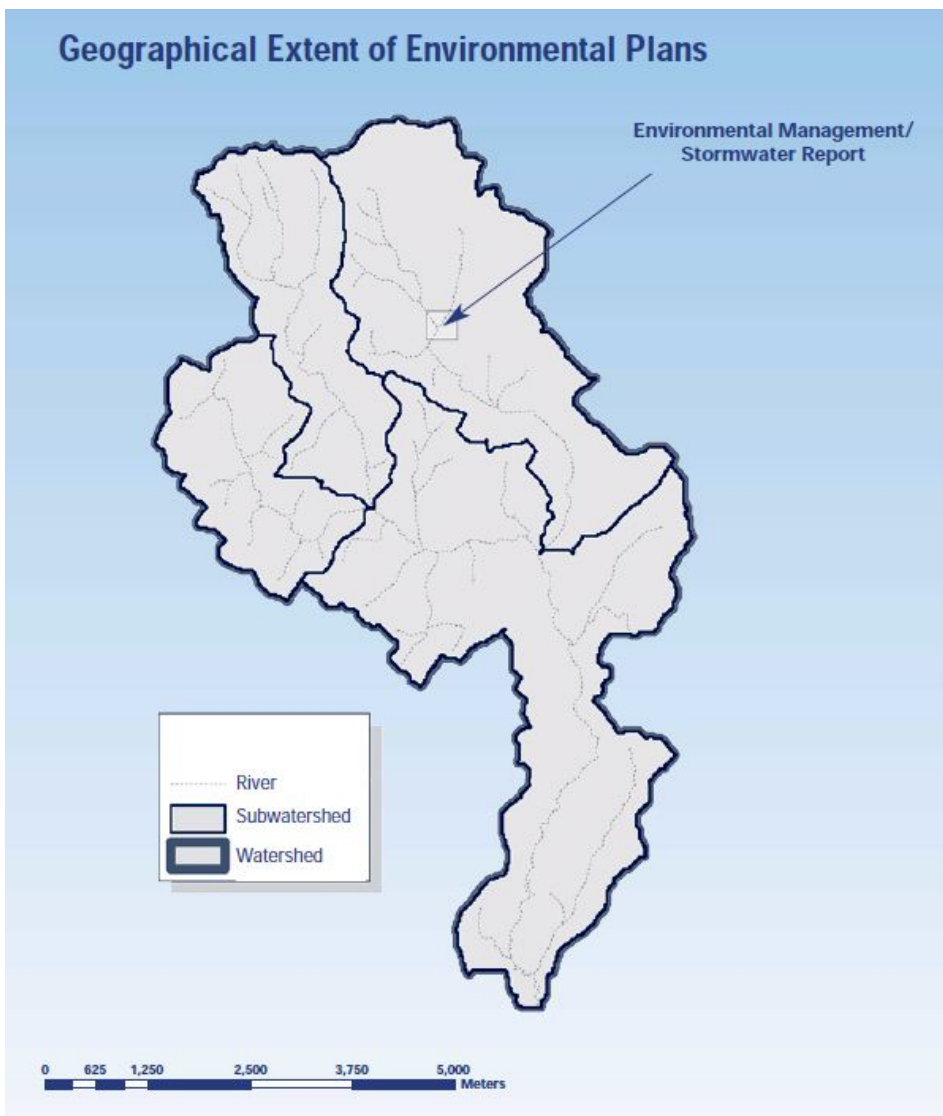 Geographical Extent of Environmental Plans
Environmental Management/
Stormwater Report
River
Subwatershed
Watershed
0 625 1,250 2,500 3,750 5,000
Meters